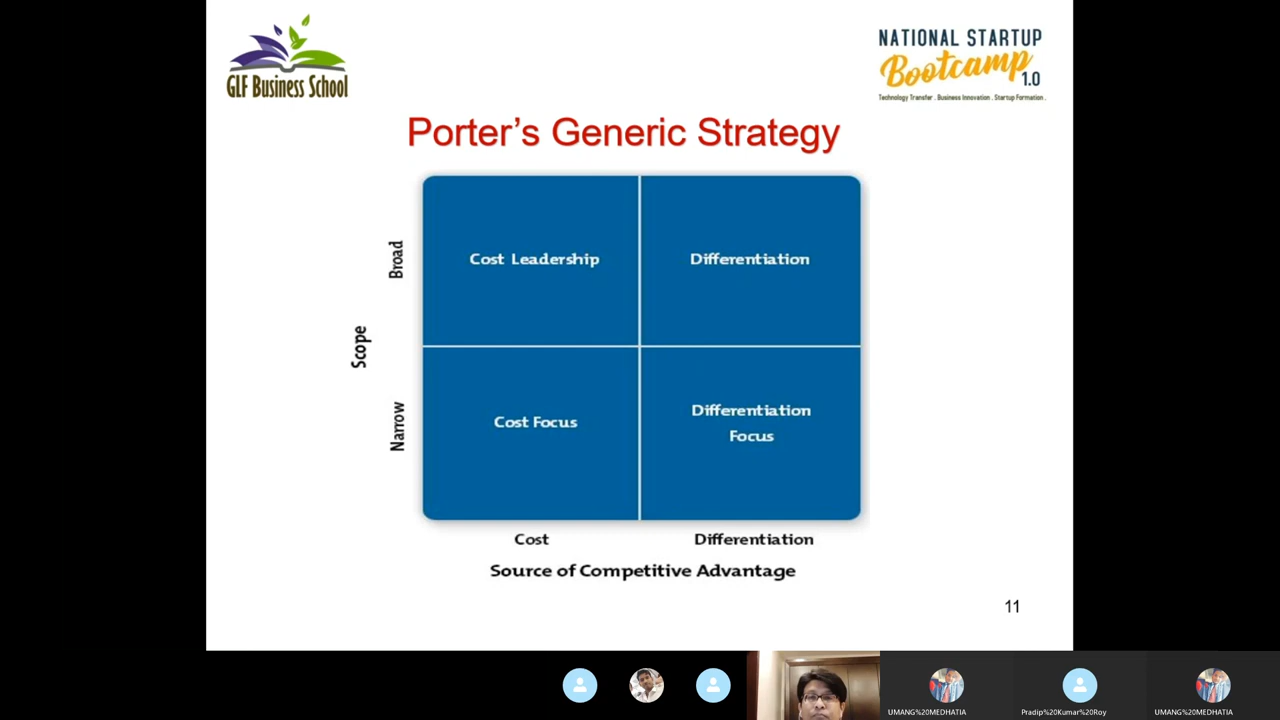 GLF Business School
NATIONAL STARTUP
Bootcamp
1.0
Technology Transfer . Business Innovation . Startup Formation .
Porter's Generic Strategy
Scope
Broad
Cost Leadership
Differentiation
Narrow
Cost Focus
Differentiation
Focus
Cost
Differentiation
Source of Competitive Advantage
11
UMANG%20MEDHATIA
Pradip%20Kumar%20Roy
UMANG%20MEDHATIA